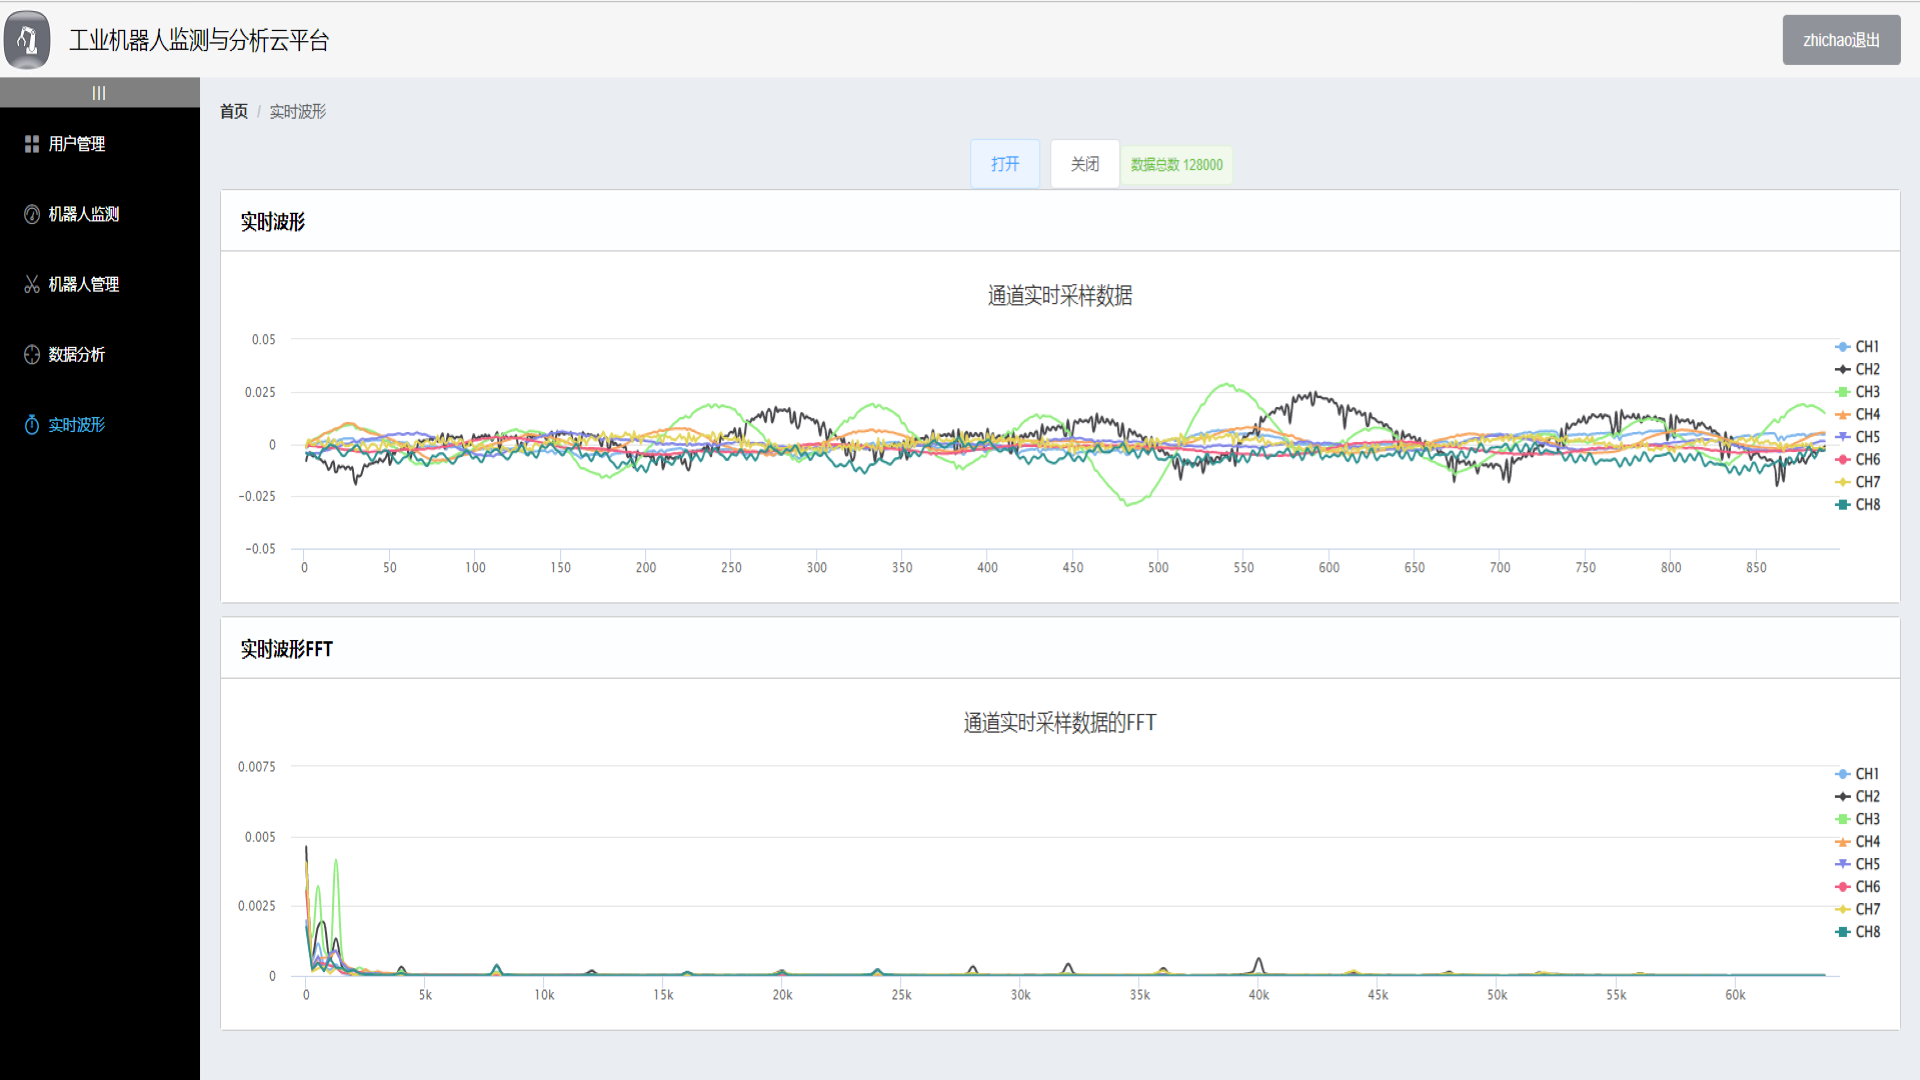 工业机器人监测与分析云平台
zhichao退出
用户管理
机器人监测
机器人管理
数据分析
实时波形
首页 / 实时波形
打开 关闭 数据总数 128000
实时波形
通道实时采样数据
0.05
0.025
0
-0.025
-0.05
0 50 100 150 200 250 300 350 400 450 500 550 600 650 700 750 800 850
CH1
CH2
CH3
CH4
CH5
CH6
CH7
CH8
实时波形FFT
通道实时采样数据的FFT
0.0075
0.005
0.0025
0
0 5k 10k 15k 20k 25k 30k 35k 40k 45k 50k 55k 60k
CH1
CH2
CH3
CH4
CH5
CH6
CH7
CH8